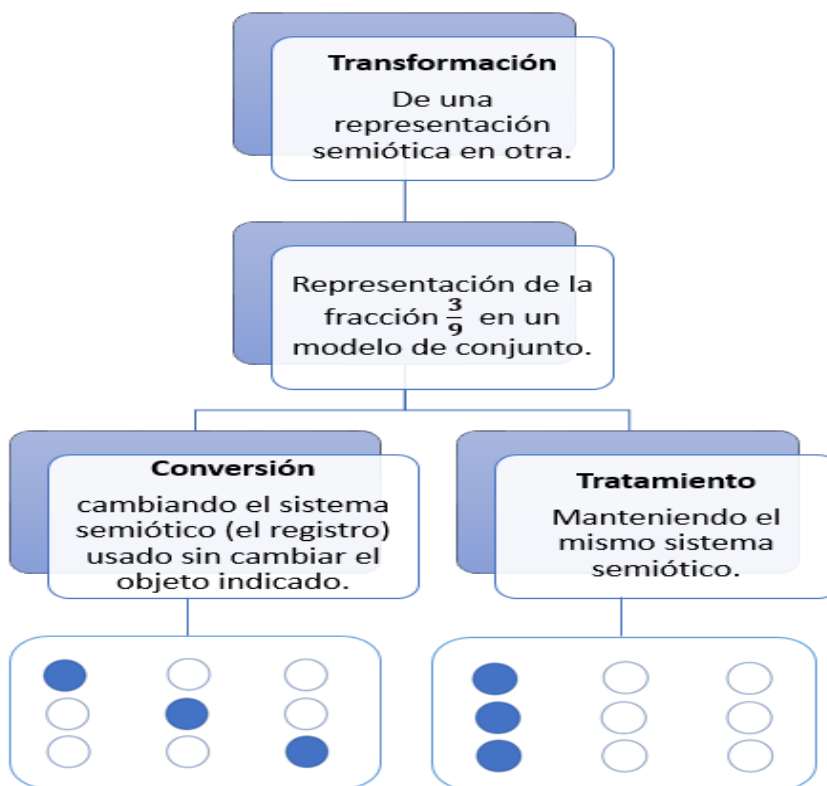 Transformación
De una
representación
semiótica en otra.
Representación de la
fracción 3/9 en un
modelo de conjunto.
Conversión
cambiando el sistema
semiótico (el registro)
usado sin cambiar el
objeto indicado.
Tratamiento
Manteniendo el
mismo sistema
semiótico.